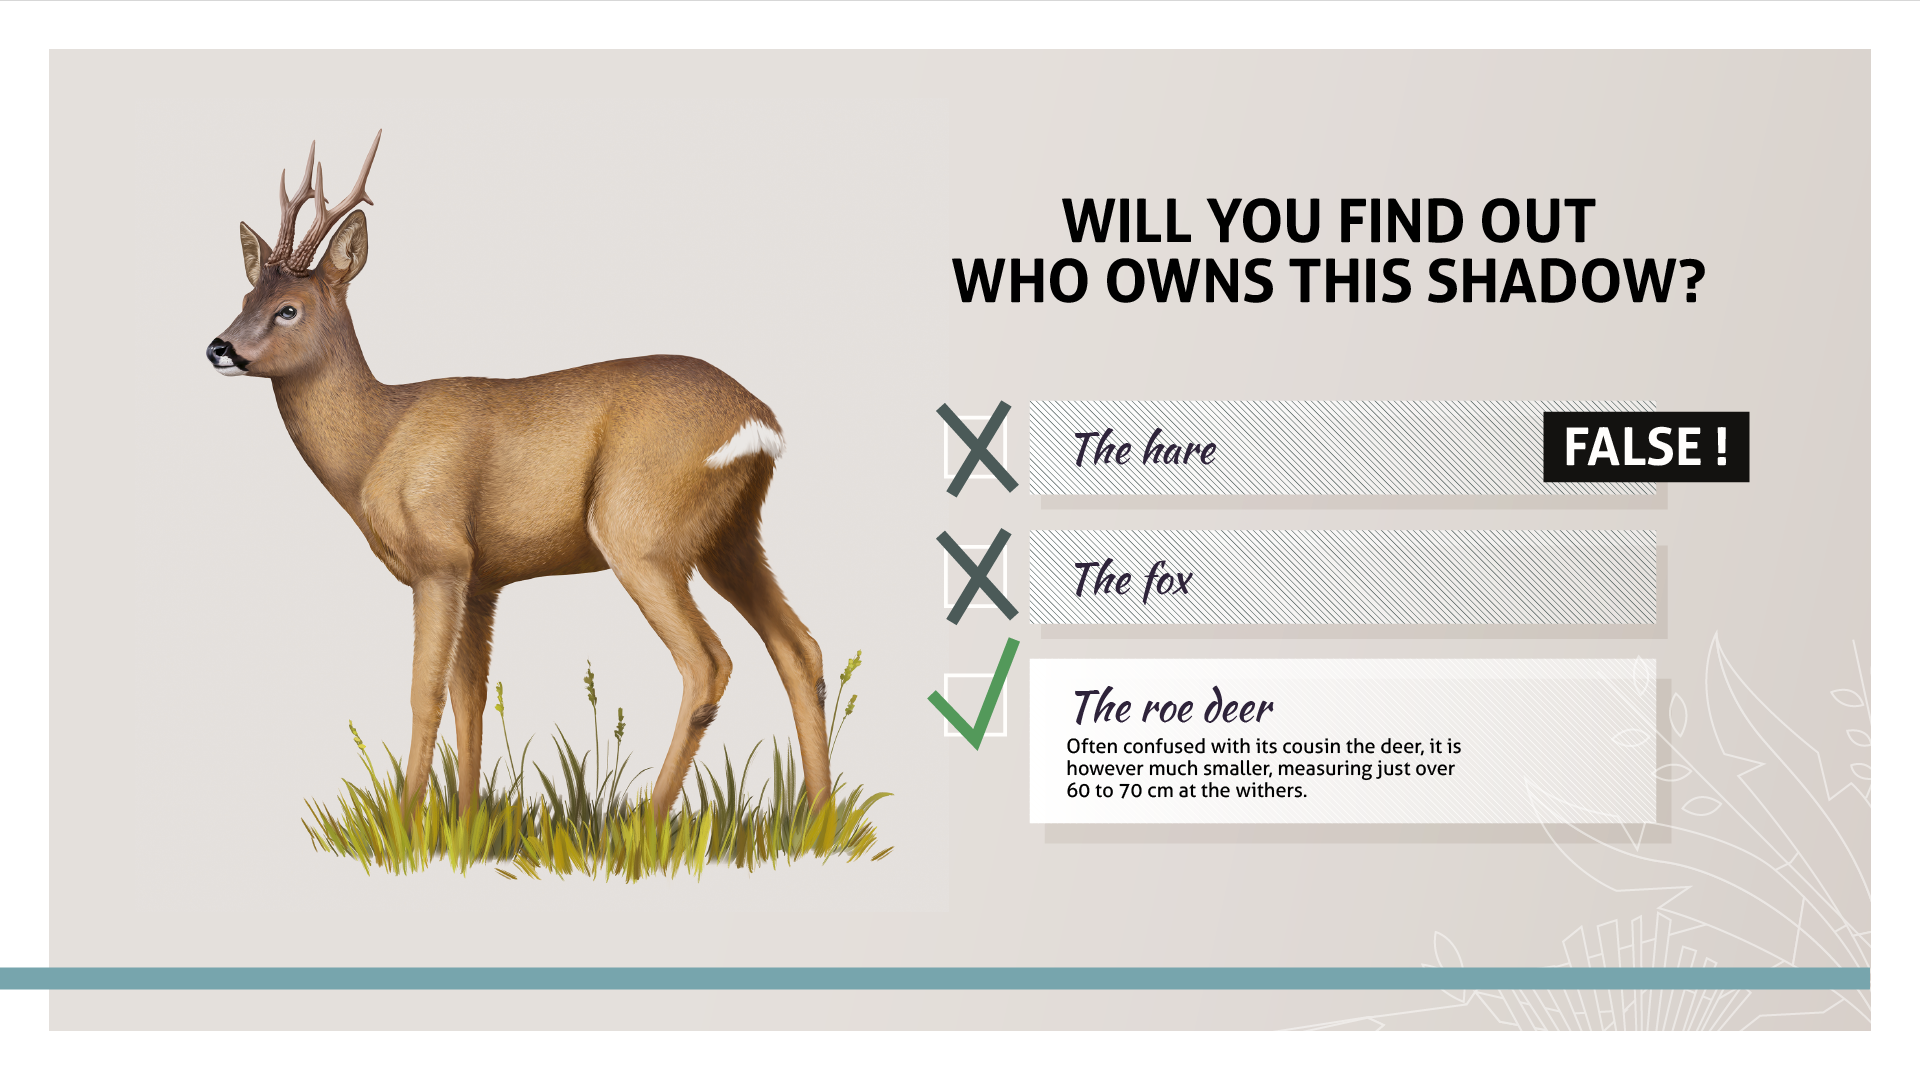 WILL YOU FIND OUT
WHO OWNS THIS SHADOW?
The hare
FALSE !
The fox
The roe deer
Often confused with its cousin the deer, it is
however much smaller, measuring just over
60 to 70 cm at the withers.